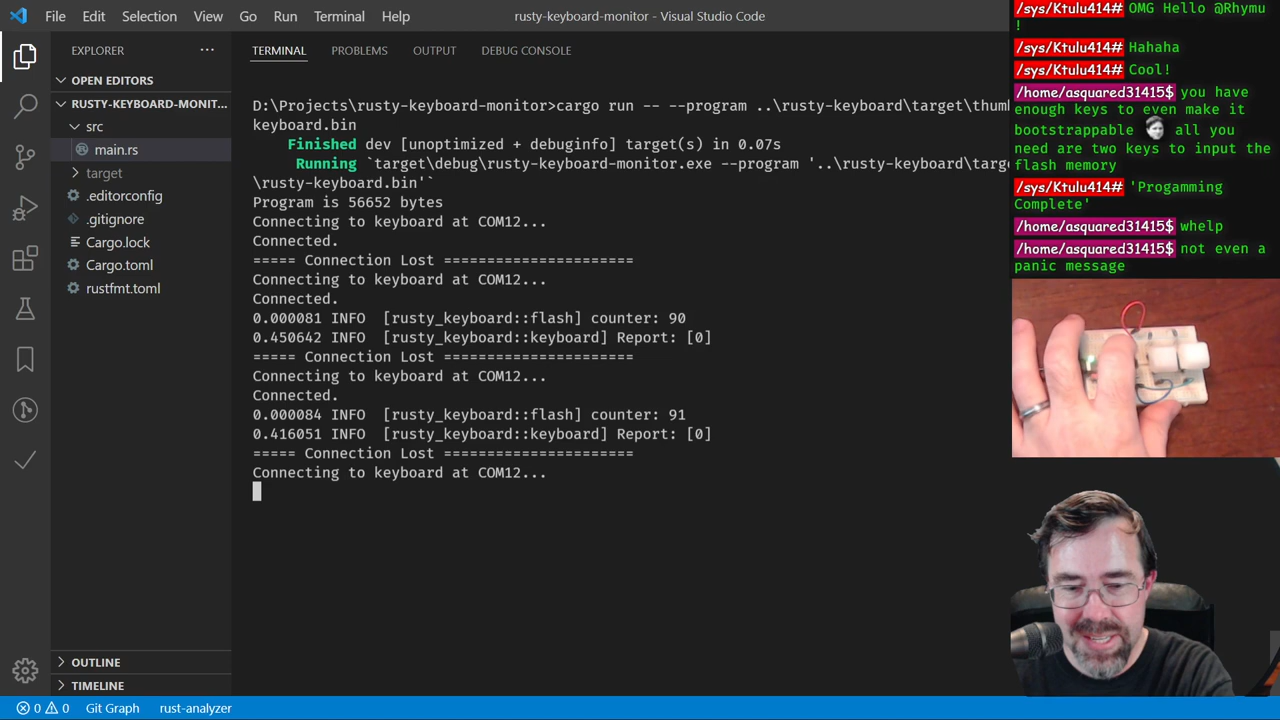 File Edit Selection View Go Run Terminal Help
rusty-keyboard-monitor - Visual Studio Code
EXPLORER
OPEN EDITORS
RUSTY-KEYBOARD-MONIT...
src
main.rs
target
.editorconfig
.gitignore
Cargo.lock
Cargo.toml
rustfmt.toml
OUTLINE
TIMELINE
TERMINAL PROBLEMS OUTPUT DEBUG CONSOLE
D:\Projects\rusty-keyboard-monitor>cargo run -- --program ..\rusty-keyboard\target\thumb
keyboard.bin
Finished dev [unoptimized + debuginfo] target(s) in 0.07s
Running `target\debug\rusty-keyboard-monitor.exe --program '..\rusty-keyboard\targe
\rusty-keyboard.bin'`
Program is 56652 bytes
Connecting to keyboard at COM12...
Connected.
===== Connection Lost ======================
Connecting to keyboard at COM12...
Connected.
0.000081 INFO [rusty_keyboard::flash] counter: 90
0.450642 INFO [rusty_keyboard::keyboard] Report: [0]
===== Connection Lost ======================
Connecting to keyboard at COM12...
Connected.
0.000084 INFO [rusty_keyboard::flash] counter: 91
0.416051 INFO [rusty_keyboard::keyboard] Report: [0]
===== Connection Lost ======================
Connecting to keyboard at COM12...
/sys/Ktulu414# OMG Hello @Rhymu
!
/sys/Ktulu414# Hahaha
/sys/Ktulu414# Cool!
/home/asquared31415$ you have
enough keys to even make it
bootstrappable all you
need are two keys to input the
flash memory
/sys/Ktulu414# 'Progamming
Complete'
/home/asquared31415$ whelp
/home/asquared31415$ not even a
panic message
0 0 Git Graph rust-analyzer